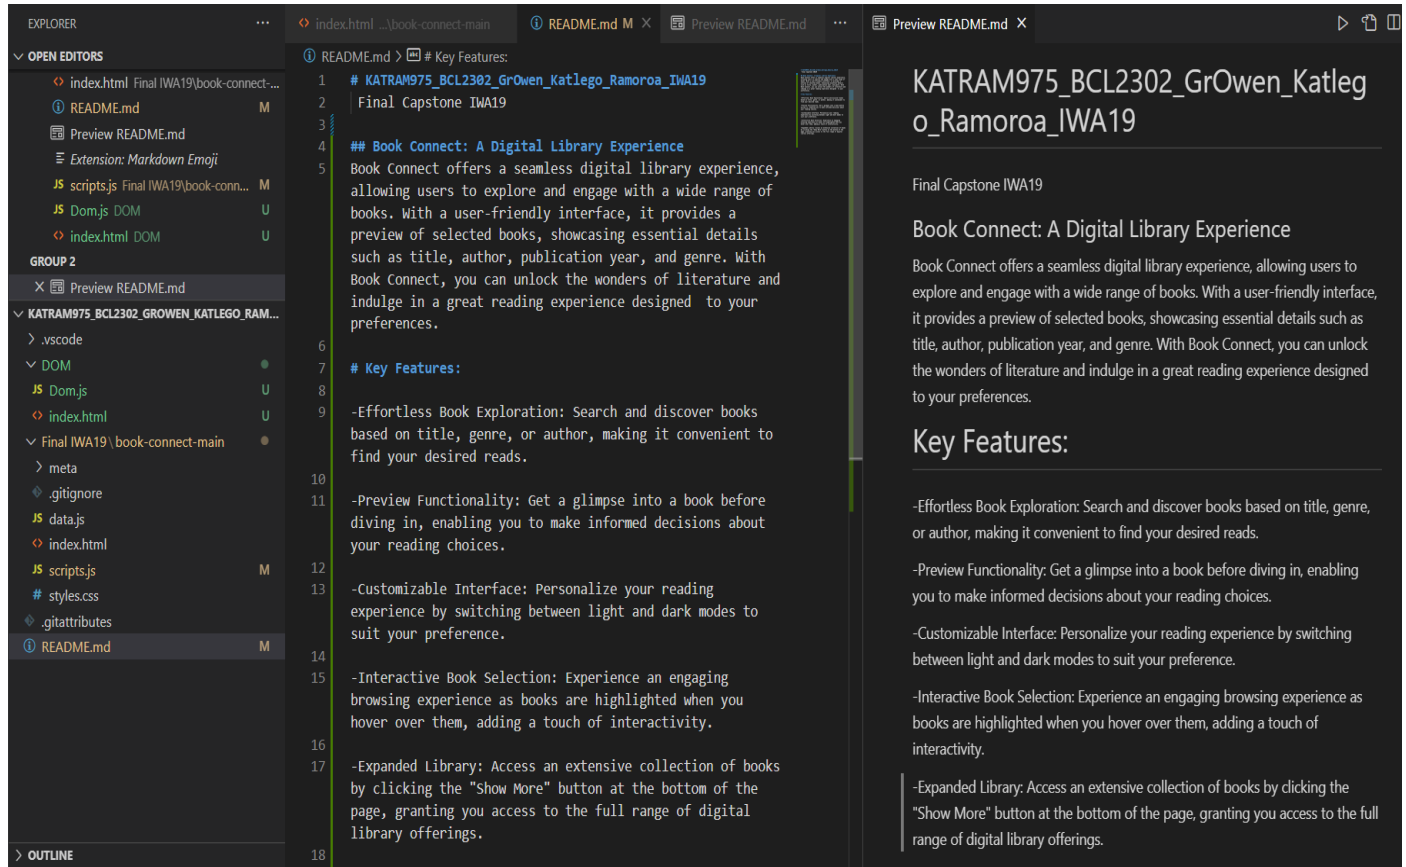 EXPLORER
OPEN EDITORS
index.html Final IWA19\book-connect-...
README.md M
Preview README.md
Extension: Markdown Emoji
JS scripts.js Final IWA19\book-conn... M
JS Dom.js DOM U
index.html DOM U
GROUP 2
Preview README.md
KATRAM975_BCL2302_GROWEN_KATLEGO_RAM...
.vscode
DOM
JS Dom.js U
index.html U
Final IWA19\book-connect-main
meta
.gitignore
JS data.js
index.html
JS scripts.js M
# styles.css
.gitattributes
README.md M
OUTLINE
index.html ...\book-connect-main README.md M Preview README.md
README.md > # Key Features:
1 # KATRAM975_BCL2302_GrOwen_Katlego_Ramoroa_IWA19
2 Final Capstone IWA19
3
4 ## Book Connect: A Digital Library Experience
5 Book Connect offers a seamless digital library experience,
allowing users to explore and engage with a wide range of
books. With a user-friendly interface, it provides a
preview of selected books, showcasing essential details
such as title, author, publication year, and genre. With
Book Connect, you can unlock the wonders of literature and
indulge in a great reading experience designed  to your
preferences.
6
7 # Key Features:
8
9 -Effortless Book Exploration: Search and discover books
based on title, genre, or author, making it convenient to
find your desired reads.
10
11 -Preview Functionality: Get a glimpse into a book before
diving in, enabling you to make informed decisions about
your reading choices.
12
13 -Customizable Interface: Personalize your reading
experience by switching between light and dark modes to
suit your preference.
14
15 -Interactive Book Selection: Experience an engaging
browsing experience as books are highlighted when you
hover over them, adding a touch of interactivity.
16
17 -Expanded Library: Access an extensive collection of books
by clicking the "Show More" button at the bottom of the
page, granting you access to the full range of digital
library offerings.
18
Preview README.md
KATRAM975_BCL2302_GrOwen_Katleg
o_Ramoroa_IWA19
Final Capstone IWA19
Book Connect: A Digital Library Experience
Book Connect offers a seamless digital library experience, allowing users to
explore and engage with a wide range of books. With a user-friendly interface,
it provides a preview of selected books, showcasing essential details such as
title, author, publication year, and genre. With Book Connect, you can unlock
the wonders of literature and indulge in a great reading experience designed
to your preferences.
Key Features:
-Effortless Book Exploration: Search and discover books based on title, genre,
or author, making it convenient to find your desired reads.
-Preview Functionality: Get a glimpse into a book before diving in, enabling
you to make informed decisions about your reading choices.
-Customizable Interface: Personalize your reading experience by switching
between light and dark modes to suit your preference.
-Interactive Book Selection: Experience an engaging browsing experience as
books are highlighted when you hover over them, adding a touch of
interactivity.
-Expanded Library: Access an extensive collection of books by clicking the
"Show More" button at the bottom of the page, granting you access to the full
range of digital library offerings.